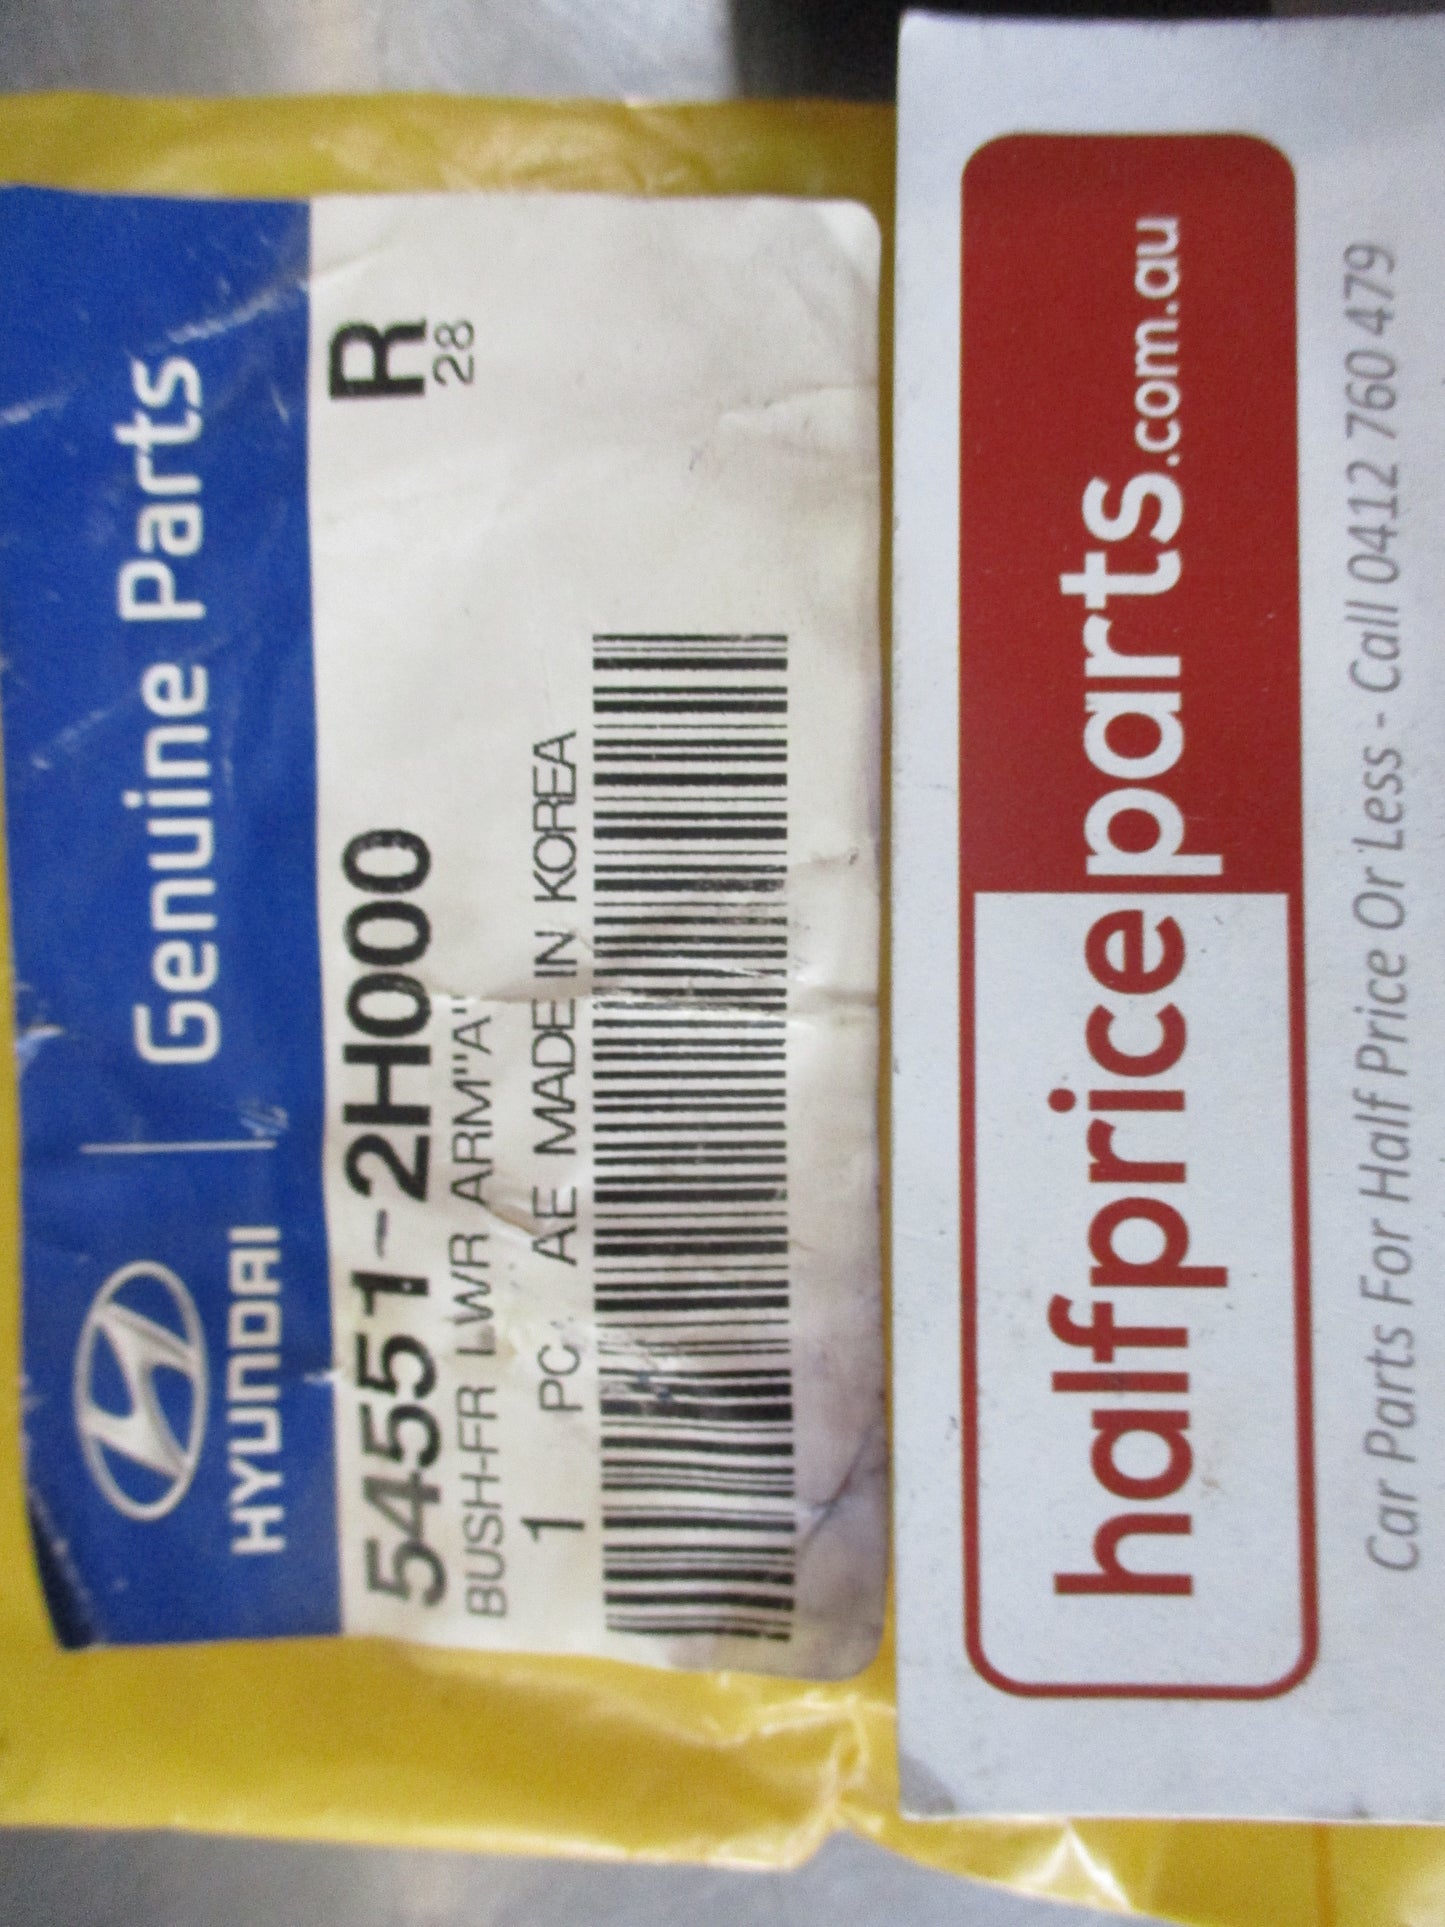 HYUNDAI
Genuine Parts
54551-2H000
R
BUSH-FR LWR ARM"A"
28
1 PC AE MADE IN KOREA
halfpriceparts.com.au
Car Parts For Half Price Or Less - Call 0412 760 479